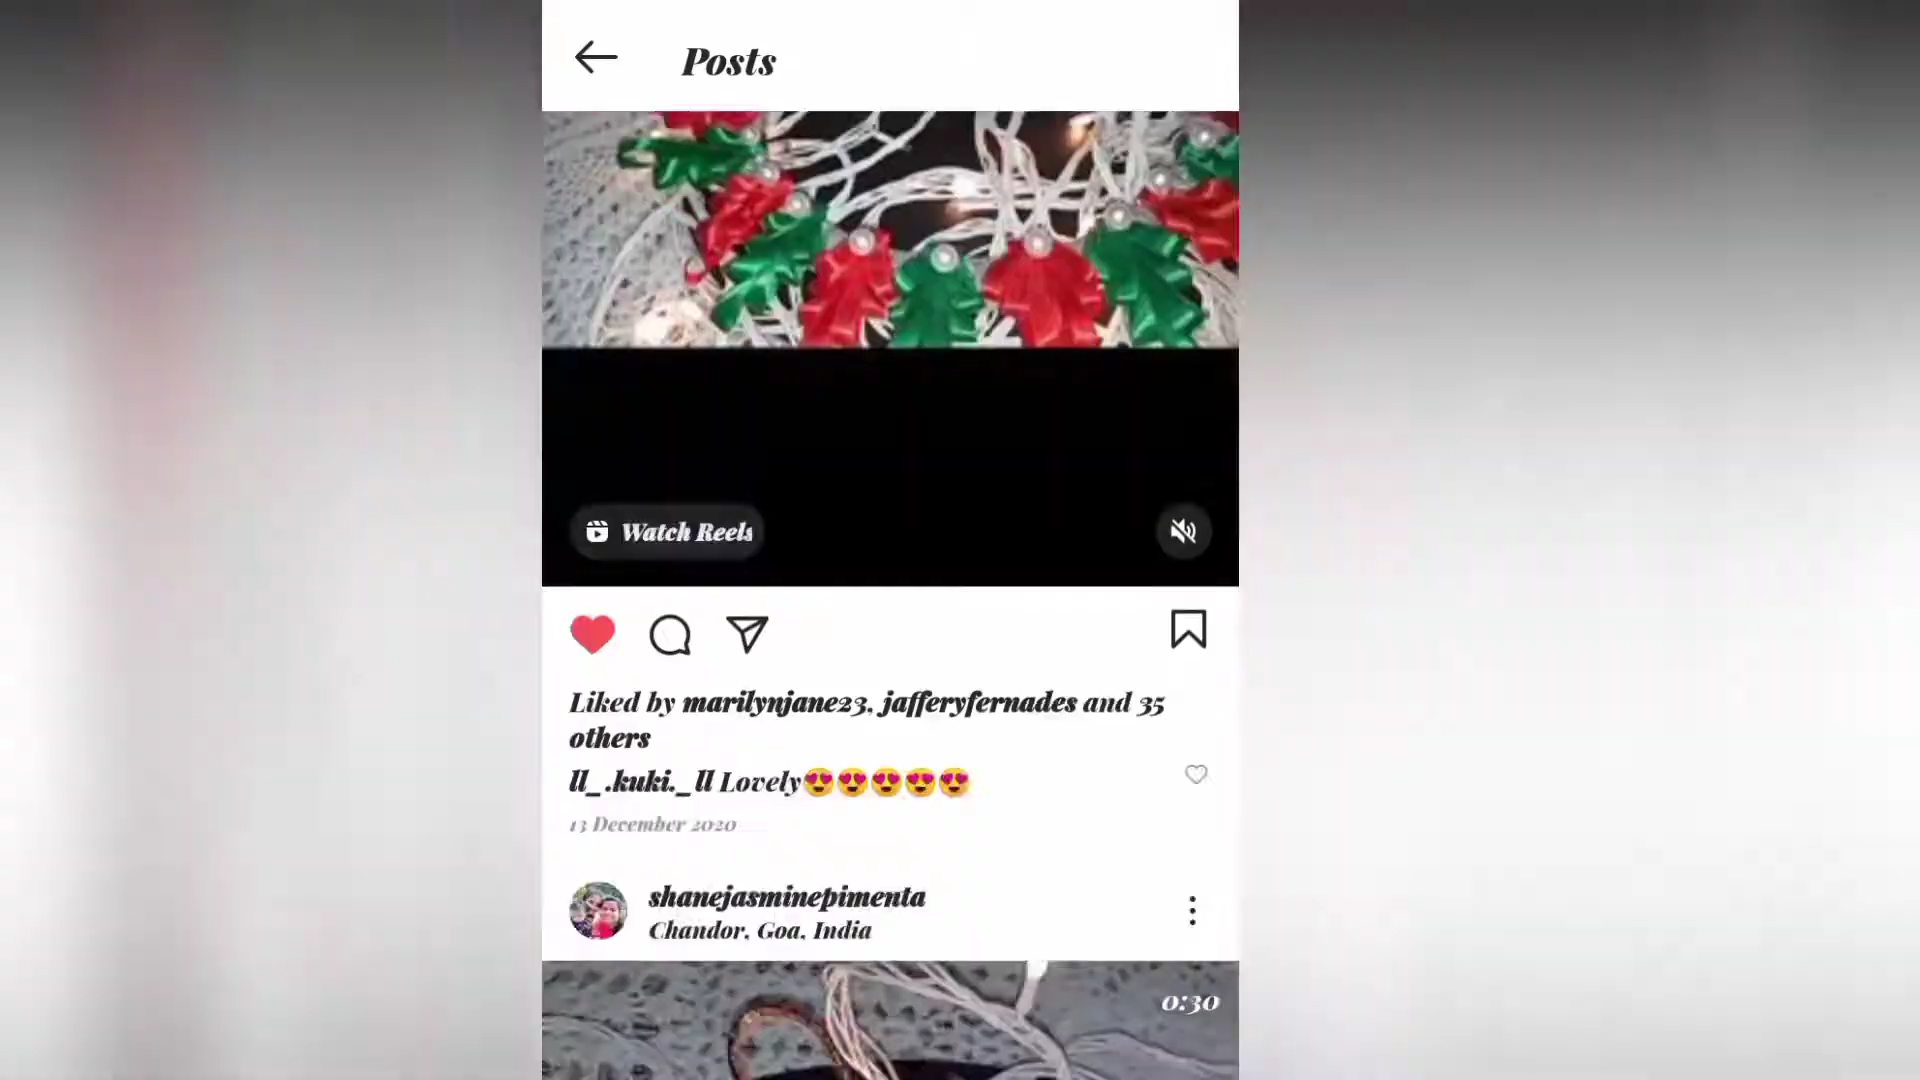 Posts
Watch Reels
Liked by marilynjane23, jafferyfernades and 35
others
ll_.kuki._ll Lovely😍😍😍😍😍
13 December 2020
shanejasminepimenta
Chandor, Goa, India
0:30